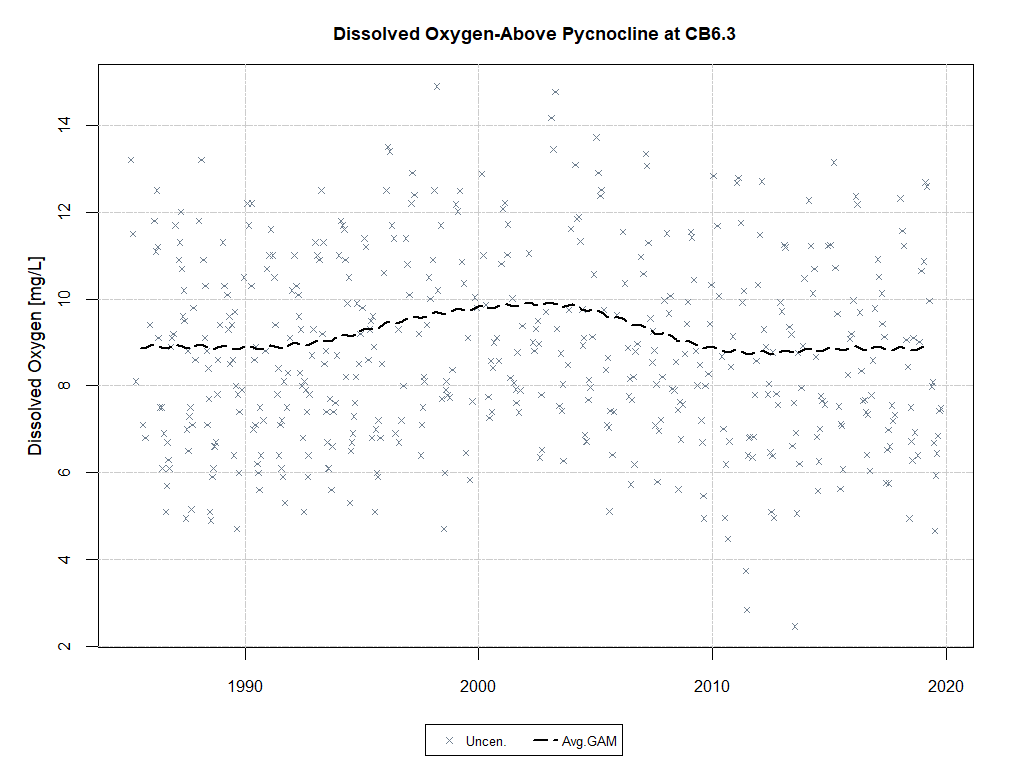 Dissolved Oxygen-Above Pycnocline at CB6.3
Dissolved Oxygen [mg/L]
14
12
10
8
6
4
2
1990 2000 2010 2020
Uncen. Avg.GAM